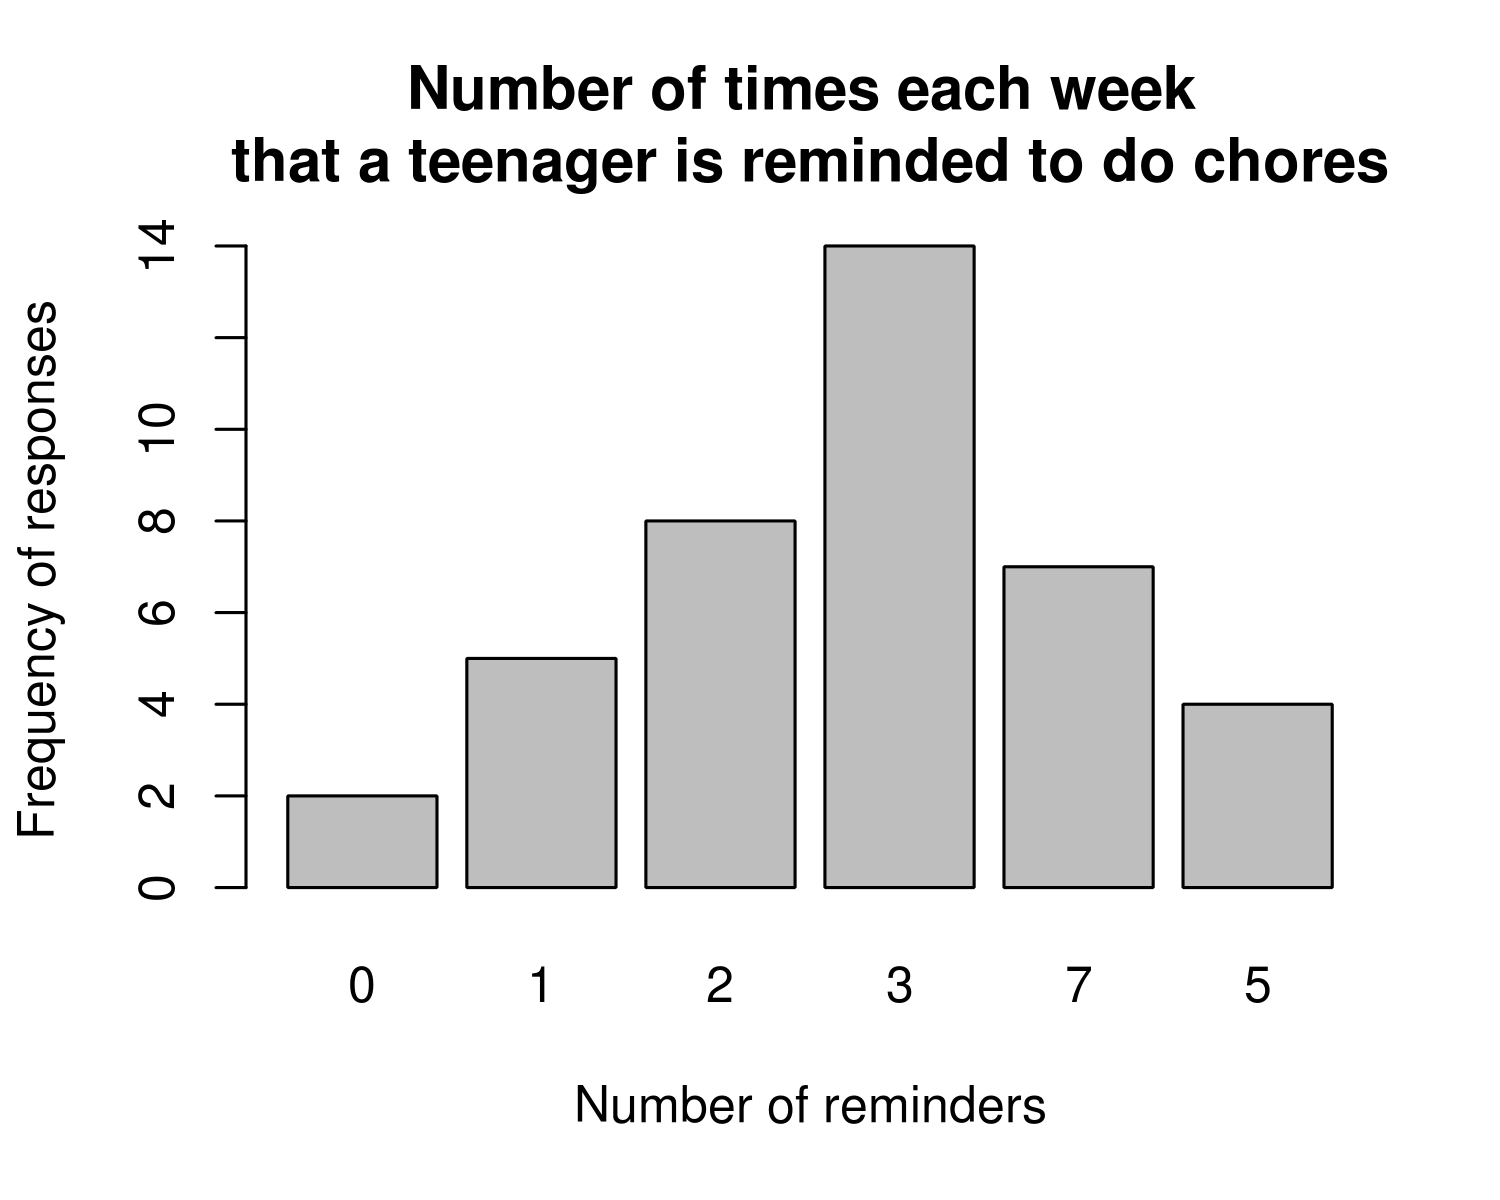 Number of times each week
that a teenager is reminded to do chores
Frequency of responses
14
10
8
6
4
2
0
0 1 2 3 7 5
Number of reminders